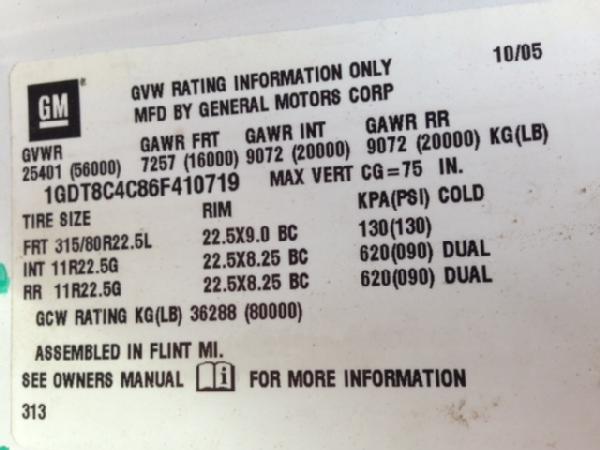 10/05
GM
GVW RATING INFORMATION ONLY
MFD BY GENERAL MOTORS CORP
GVWR GAWR FRT GAWR INT GAWR RR
25401 (56000) 7257 (16000) 9072 (20000) 9072 (20000) KG(LB)
1GDT8C4C86F410719 MAX VERT CG=75 IN.
TIRE SIZE RIM KPA(PSI) COLD
FRT 315/80R22.5L 22.5X9.0 BC 130(130)
INT 11R22.5G 22.5X8.25 BC 620(090) DUAL
RR 11R22.5G 22.5X8.25 BC 620(090) DUAL
GCW RATING KG(LB) 36288 (80000)
ASSEMBLED IN FLINT MI.
SEE OWNERS MANUAL i FOR MORE INFORMATION
313